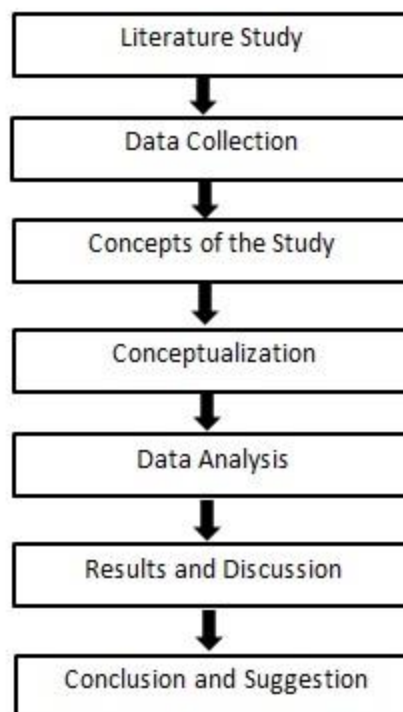 Literature Study
Data Collection
Concepts of the Study
Conceptualization
Data Analysis
Results and Discussion
Conclusion and Suggestion